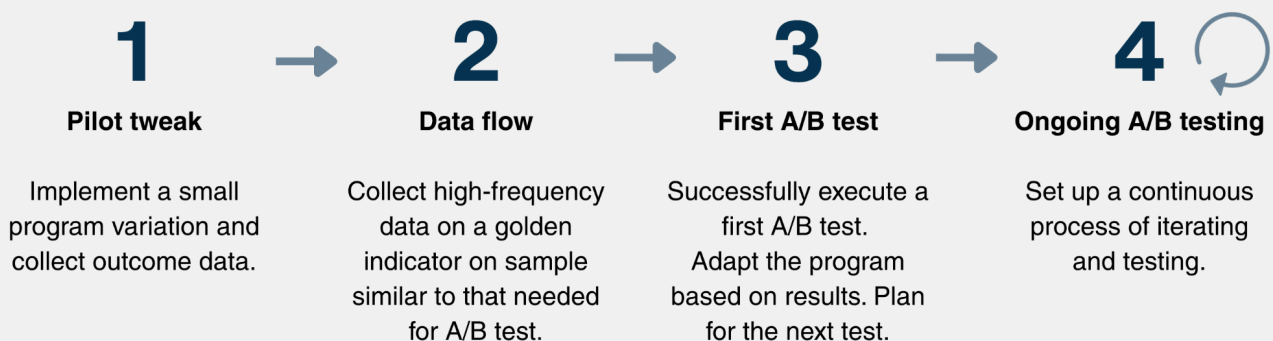 1
Pilot tweak
Implement a small
program variation and
collect outcome data.
2
Data flow
Collect high-frequency
data on a golden
indicator on sample
similar to that needed
for A/B test.
3
First A/B test
Successfully execute a
first A/B test.
Adapt the program
based on results. Plan
for the next test.
4
Ongoing A/B testing
Set up a continuous
process of iterating
and testing.